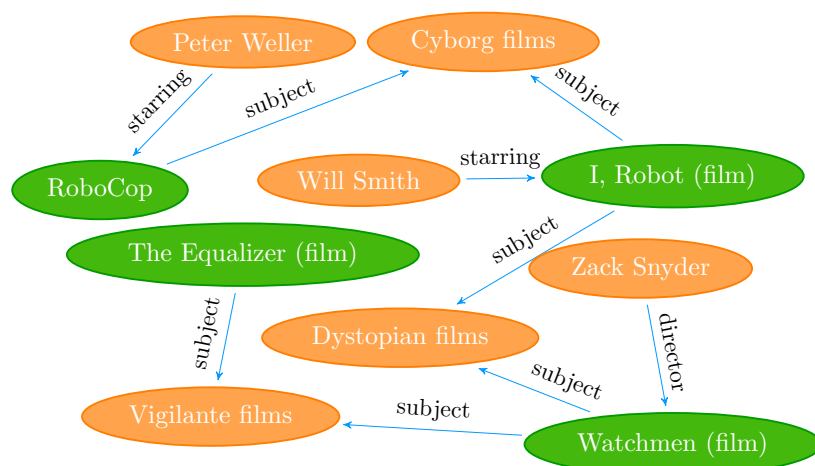 Peter Weller
Cyborg films
starring
subject
subject
RoboCop
Will Smith
starring
I, Robot (film)
The Equalizer (film)
subject
Zack Snyder
subject
Dystopian films
director
subject
Vigilante films
subject
Watchmen (film)